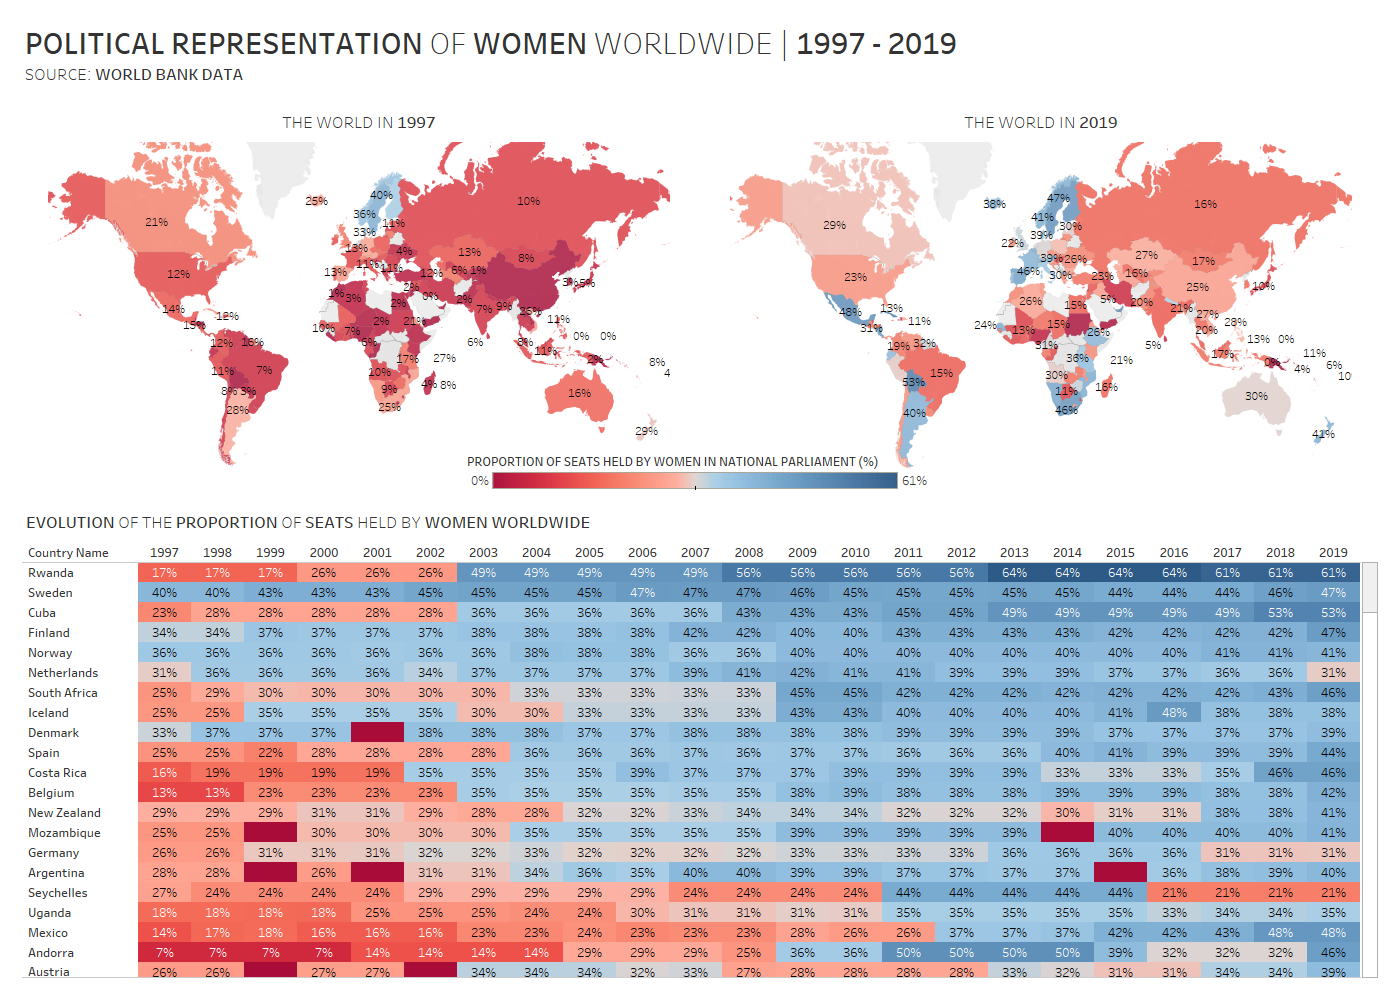 POLITICAL REPRESENTATION OF WOMEN WORLDWIDE | 1997 - 2019
SOURCE: WORLD BANK DATA
THE WORLD IN 1997
THE WORLD IN 2019
25% 40% 36% 11% 33% 10% 21% 13% 4% 13% 8% 12% 11% 11% 13% 12% 6% 1% 3% 5%
14% 15% 12% 1% 3% 2% 2% 0% 2% 7% 9% 25% 10% 7% 2% 21% 11%
12% 16% 6% 6% 8% 11% 0% 0% 11% 7% 17% 27% 2% 8% 4
8% 3% 10% 9% 4% 8% 16% 28% 25% 29%
38% 47% 41% 30% 39% 16% 29% 22% 39% 26% 27% 17% 23% 46% 30% 23% 16% 25% 10%
48% 13% 31% 11% 26% 15% 5% 20% 21% 27% 28% 24% 13% 15% 26% 20%
19% 32% 31% 5% 13% 0% 53% 15% 36% 21% 17% 0% 11% 4% 6% 10
30% 11% 16% 30% 40% 46% 41%
PROPORTION OF SEATS HELD BY WOMEN IN NATIONAL PARLIAMENT (%)
0% 61%
EVOLUTION OF THE PROPORTION OF SEATS HELD BY WOMEN WORLDWIDE
Country Name 1997 1998 1999 2000 2001 2002 2003 2004 2005 2006 2007 2008 2009 2010 2011 2012 2013 2014 2015 2016 2017 2018 2019
Rwanda 17% 17% 17% 26% 26% 26% 49% 49% 49% 49% 49% 56% 56% 56% 56% 56% 64% 64% 64% 64% 61% 61% 61%
Sweden 40% 40% 43% 43% 43% 45% 45% 45% 45% 47% 47% 47% 46% 45% 45% 45% 45% 45% 44% 44% 44% 46% 47%
Cuba 23% 28% 28% 28% 28% 28% 36% 36% 36% 36% 36% 43% 43% 43% 45% 45% 49% 49% 49% 49% 49% 53% 53%
Finland 34% 34% 37% 37% 37% 37% 38% 38% 38% 38% 42% 42% 40% 40% 43% 43% 43% 43% 42% 42% 42% 42% 47%
Norway 36% 36% 36% 36% 36% 36% 36% 38% 38% 38% 36% 36% 40% 40% 40% 40% 40% 40% 40% 40% 41% 41% 41%
Netherlands 31% 36% 36% 36% 36% 34% 37% 37% 37% 37% 39% 41% 42% 41% 41% 39% 39% 39% 37% 37% 36% 36% 31%
South Africa 25% 29% 30% 30% 30% 30% 30% 33% 33% 33% 33% 33% 45% 45% 42% 42% 42% 42% 42% 42% 42% 43% 46%
Iceland 25% 25% 35% 35% 35% 35% 30% 30% 33% 33% 33% 33% 43% 43% 40% 40% 40% 40% 41% 48% 38% 38% 38%
Denmark 33% 37% 37% 37% 38% 38% 38% 37% 37% 38% 38% 38% 38% 39% 39% 39% 39% 37% 37% 37% 37% 39%
Spain 25% 25% 22% 28% 28% 28% 28% 36% 36% 36% 37% 36% 37% 37% 36% 36% 36% 40% 41% 39% 39% 39% 44%
Costa Rica 16% 19% 19% 19% 19% 35% 35% 35% 35% 39% 37% 37% 37% 39% 39% 39% 39% 33% 33% 33% 35% 46% 46%
Belgium 13% 13% 23% 23% 23% 23% 35% 35% 35% 35% 35% 35% 38% 39% 38% 38% 38% 39% 39% 39% 38% 38% 42%
New Zealand 29% 29% 29% 31% 31% 29% 28% 28% 32% 32% 33% 34% 34% 34% 32% 32% 32% 30% 31% 31% 38% 38% 41%
Mozambique 25% 25% 30% 30% 30% 30% 35% 35% 35% 35% 35% 39% 39% 39% 39% 39% 40% 40% 40% 40% 41%
Germany 26% 26% 31% 31% 31% 32% 32% 33% 32% 32% 32% 32% 33% 33% 33% 33% 36% 36% 36% 36% 31% 31% 31%
Argentina 28% 28% 26% 31% 31% 34% 36% 35% 40% 40% 39% 39% 37% 37% 37% 37% 36% 38% 39% 40%
Seychelles 27% 24% 24% 24% 24% 29% 29% 29% 29% 29% 24% 24% 24% 24% 44% 44% 44% 44% 44% 21% 21% 21% 21%
Uganda 18% 18% 18% 18% 25% 25% 25% 24% 24% 30% 31% 31% 31% 31% 35% 35% 35% 35% 35% 33% 34% 34% 35%
Mexico 14% 17% 18% 16% 16% 16% 23% 23% 24% 23% 23% 23% 28% 26% 26% 37% 37% 37% 42% 42% 43% 48% 48%
Andorra 7% 7% 7% 7% 14% 14% 14% 14% 29% 29% 29% 25% 36% 36% 50% 50% 50% 50% 39% 32% 32% 32% 46%
Austria 26% 26% 27% 27% 34% 34% 34% 32% 33% 27% 28% 28% 28% 28% 33% 32% 31% 31% 34% 34% 39%